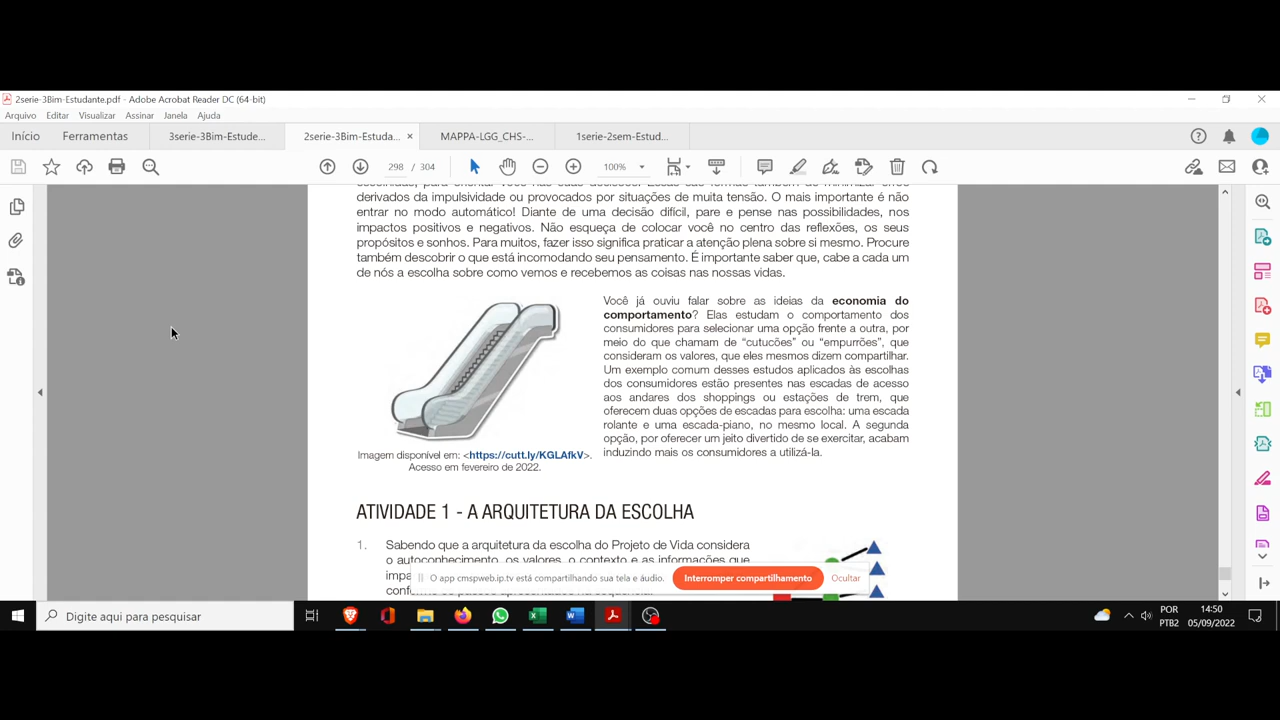 2serie-3Bim-Estudante.pdf - Adobe Acrobat Reader DC (64-bit)
Arquivo Editar Visualizar Assinar Janela Ajuda
Início Ferramentas 3serie-3Bim-Estude... 2serie-3Bim-Estuda... × MAPPA-LGG_CHS-... 1serie-2sem-Estud...
298 / 304 100%
derivados da impulsividade ou provocados por situações de muita tensão. O mais importante é não
entrar no modo automático! Diante de uma decisão difícil, pare e pense nas possibilidades, nos
impactos positivos e negativos. Não esqueça de colocar você no centro das reflexões, os seus
propósitos e sonhos. Para muitos, fazer isso significa praticar a atenção plena sobre si mesmo. Procure
também descobrir o que está incomodando seu pensamento. É importante saber que, cabe a cada um
de nós a escolha sobre como vemos e recebemos as coisas nas nossas vidas.
Você já ouviu falar sobre as ideias da economia do
comportamento? Elas estudam o comportamento dos
consumidores para selecionar uma opção frente a outra, por
meio do que chamam de “cutucões” ou “empurrões”, que
consideram os valores, que eles mesmos dizem compartilhar.
Um exemplo comum desses estudos aplicados às escolhas
dos consumidores estão presentes nas escadas de acesso
aos andares dos shoppings ou estações de trem, que
oferecem duas opções de escadas para escolha: uma escada
rolante e uma escada-piano, no mesmo local. A segunda
opção, por oferecer um jeito divertido de se exercitar, acabam
induzindo mais os consumidores a utilizá-la.
Imagem disponível em: <https://cutt.ly/KGLAfkV>.
Acesso em fevereiro de 2022.
ATIVIDADE 1 - A ARQUITETURA DA ESCOLHA
1. Sabendo que a arquitetura da escolha do Projeto de Vida considera
o autoconhecimento, os valores, o contexto e as informações que
O app cmspweb.ip.tv está compartilhando sua tela e áudio. Interromper compartilhamento Ocultar
Digite aqui para pesquisar
POR
PTB2
14:50
05/09/2022